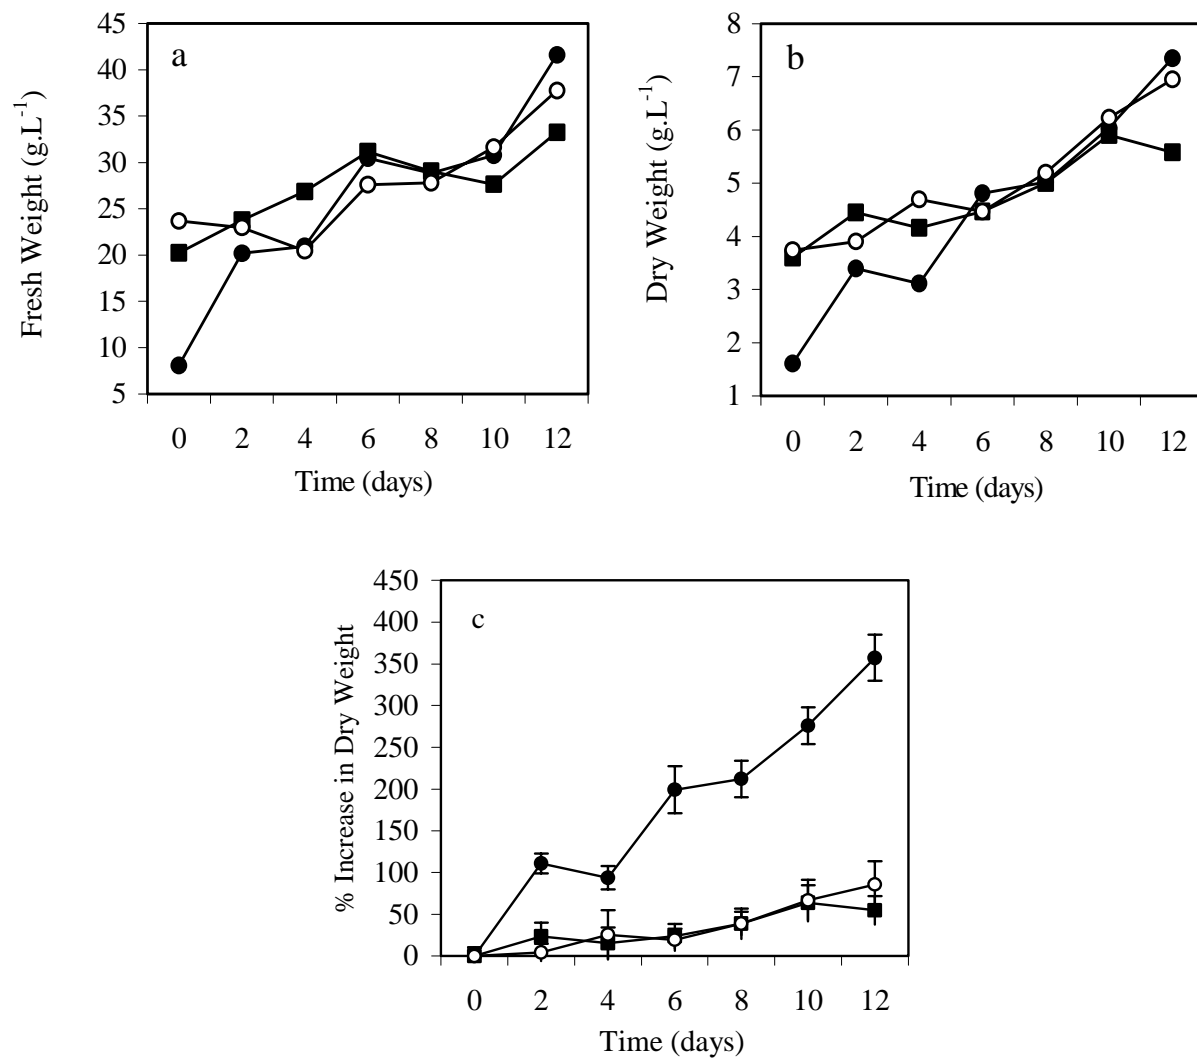 a
Fresh Weight (g.L-1)
45
40
35
30
25
20
15
10
5
0 2 4 6 8 10 12
Time (days)
b
Dry Weight (g.L-1)
8
7
6
5
4
3
2
1
0 2 4 6 8 10 12
Time (days)
c
% Increase in Dry Weight
450
400
350
300
250
200
150
100
50
0
0 2 4 6 8 10 12
Time (days)